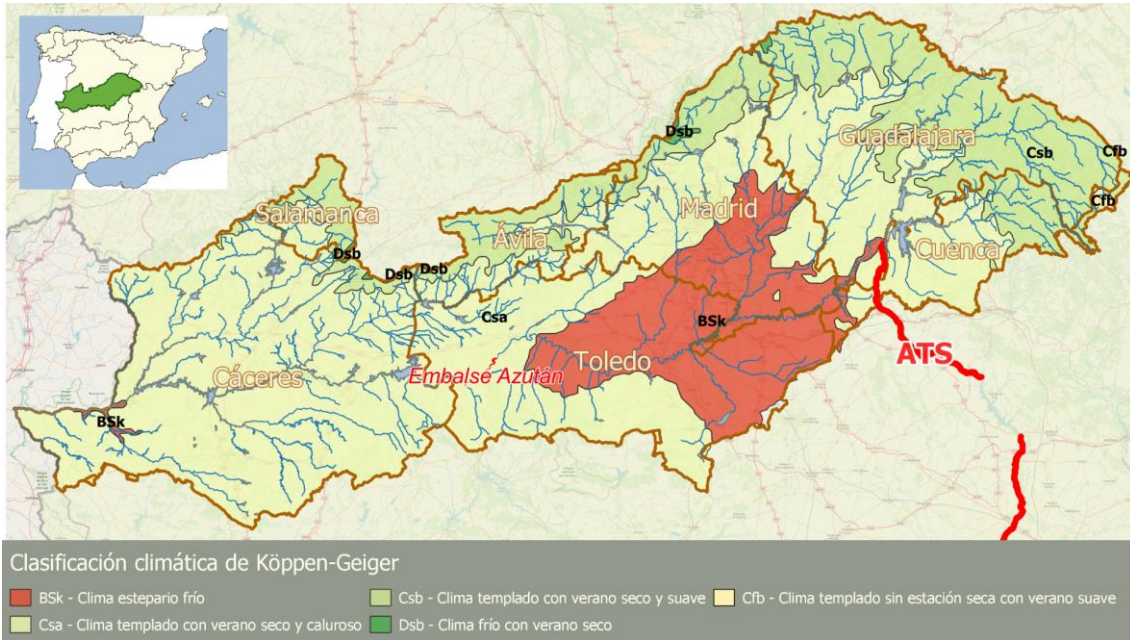 Dsb
Guadalajara
Csb
Cfb
Cfb
Salamanca
Madrid
Ávila
Cuenca
Dsb
Dsb
Dsb
Csa
BSk
ATS
Toledo
Embalse Azután
Cáceres
BSk
Clasificación climática de Köppen-Geiger
BSk - Clima estepario frío
Csb - Clima templado con verano seco y suave
Cfb - Clima templado sin estación seca con verano suave
Csa - Clima templado con verano seco y caluroso
Dsb - Clima frío con verano seco